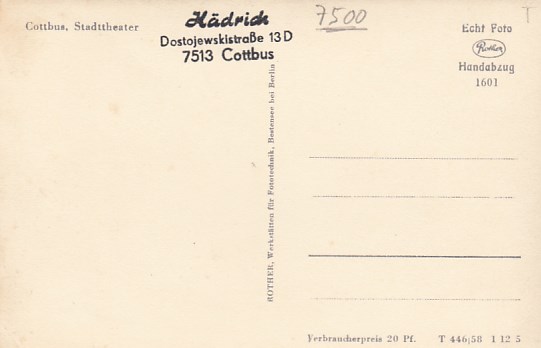 Cottbus, Stadttheater
Hädrich
Dostojewskistraße 13 D
7513 Cottbus
7500
T
Echt Foto
Rother
Handabzug
1601
ROTHER, Werkstätten für Fototechnik, Bestensee bei Berlin
Verbraucherpreis 20 Pf. T 446/58 1 12 5